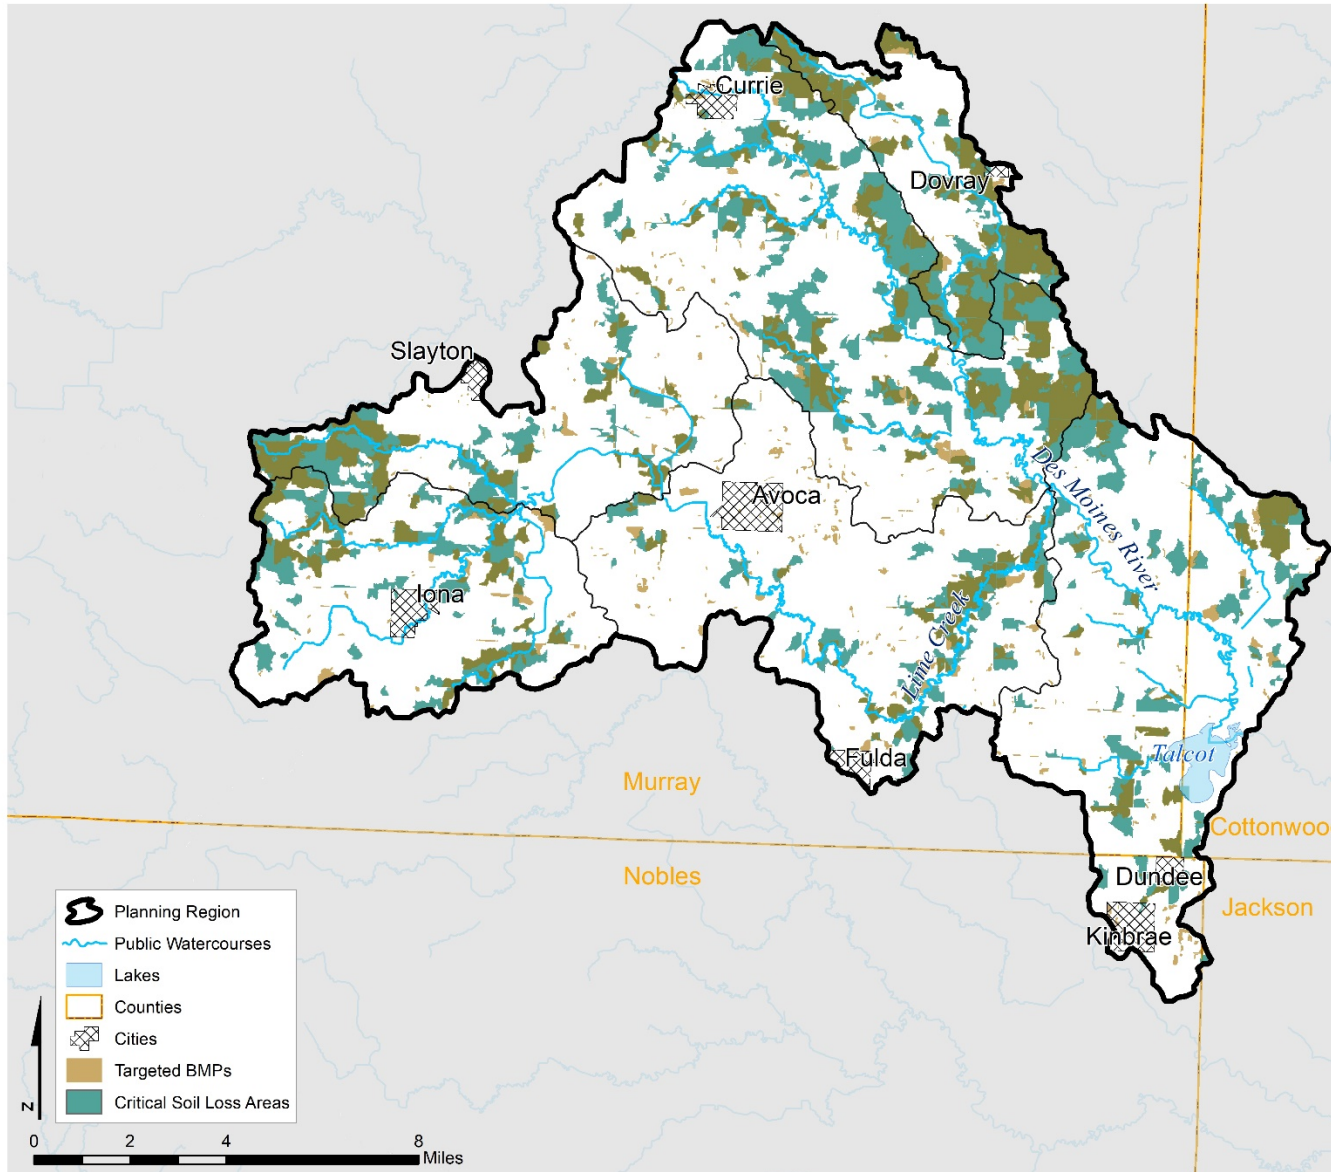 Currie
Dovray
Slayton
Des Moines River
Avoca
Iona
Lime Creek
Talcot
Fulda
Murray
Cottonwoo
Nobles
Dundee
Jackson
Kinbrae
Planning Region
Public Watercourses
Lakes
Counties
Cities
Targeted BMPs
Critical Soil Loss Areas
N
0 2 4 8
Miles